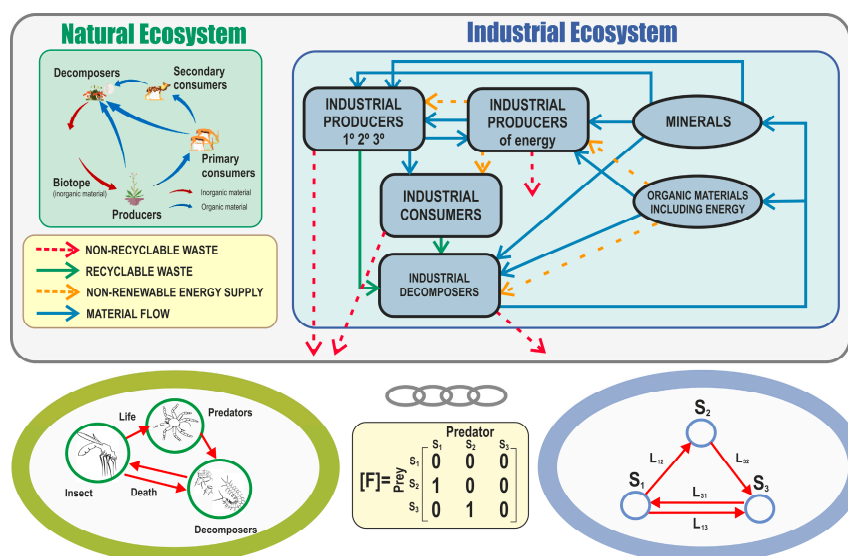 Natural Ecosystem
Industrial Ecosystem
Decomposers
Secondary
consumers
Primary
consumers
Biotope
(inorganic material)
Producers
Inorganic material
Organic material
INDUSTRIAL
PRODUCERS
1º 2º 3º
INDUSTRIAL
PRODUCERS
of energy
MINERALS
INDUSTRIAL
CONSUMERS
ORGANIC MATERIALS
INCLUDING ENERGY
INDUSTRIAL
DECOMPOSERS
NON-RECYCLABLE WASTE
RECYCLABLE WASTE
NON-RENEWABLE ENERGY SUPPLY
MATERIAL FLOW
Life
Predators
Insect
Death
Decomposers
Predator
S₁ S₂ S₃
[F]=
Prey
S₁ 0 0 0
S₂ 1 0 0
S₃ 0 1 0
S₂
L₁₂
L₃₂
S₁
L₃₁
S₃
L₁₃